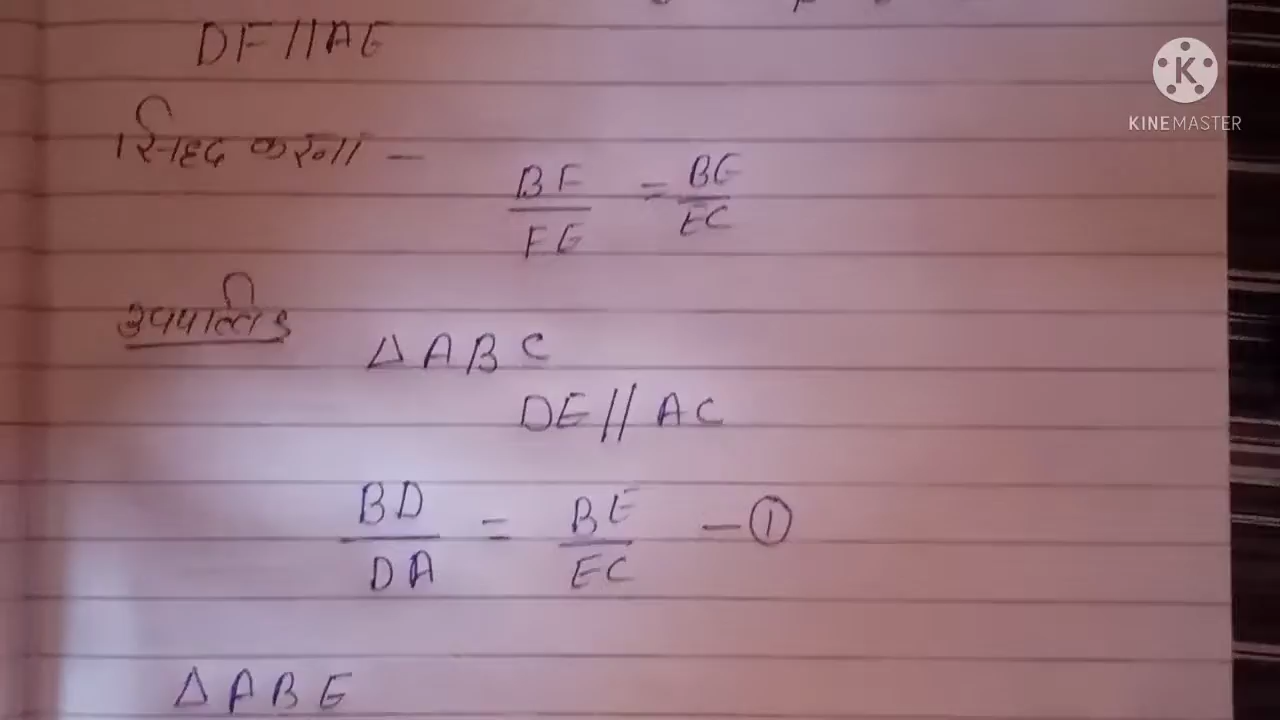 DF//AE
सिद्ध करना —
BF/FE = BE/EC
उपपत्ति
△ABC
DE//AC
BD/DA = BE/EC — ①
△ABE
KINEMASTER